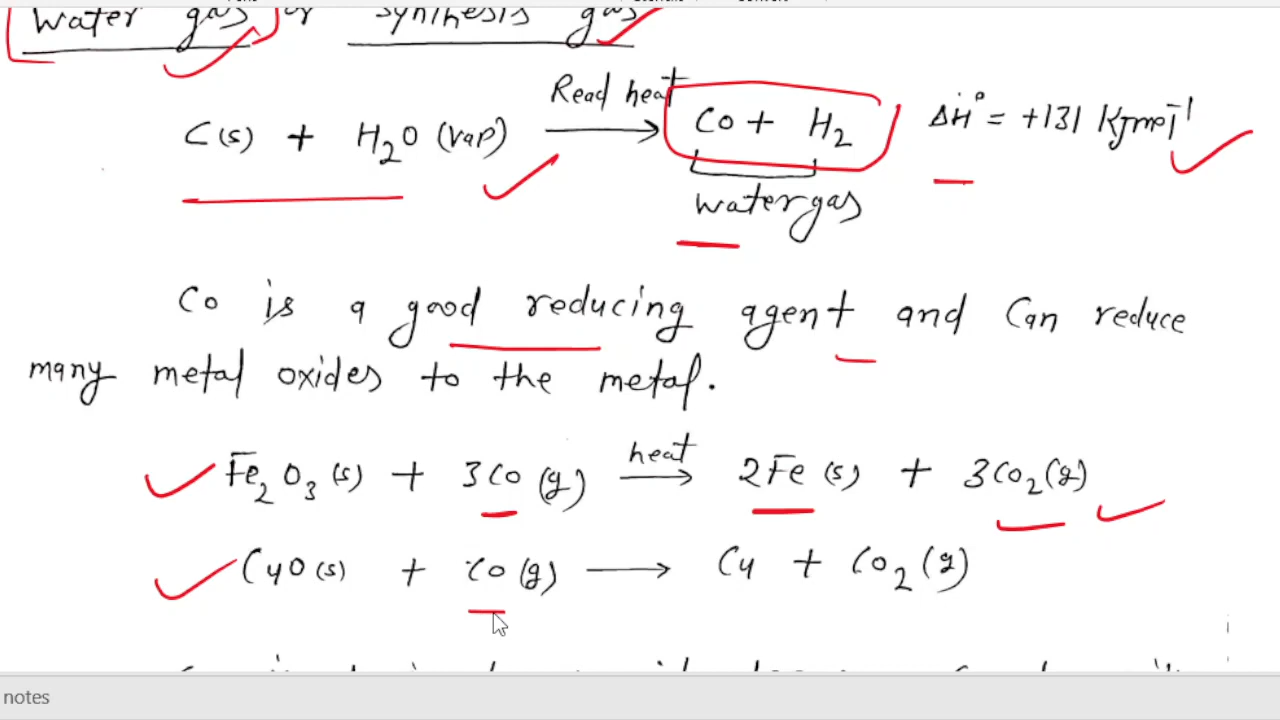 Water gas or synthesis gas
Read heat
C(s) + H2O (vap) → Co + H2 ΔH° = +131 KJmol-1
watergas
Co is a good reducing agent and Can reduce
many metal oxides to the metal.
heat
Fe2O3(s) + 3Co(g) → 2Fe(s) + 3Co2(g)
CuO(s) + Co(g) → Cu + Co2(g)
notes